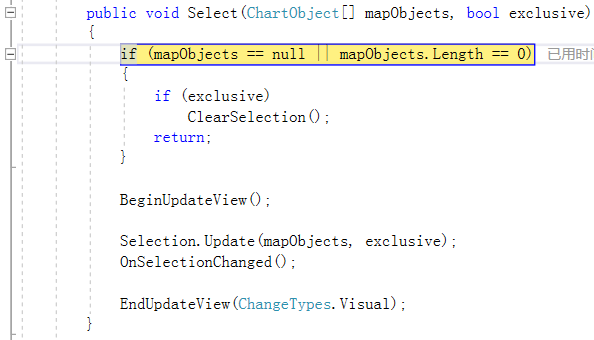 public void Select(ChartObject[] mapObjects, bool exclusive)
{
if (mapObjects == null || mapObjects.Length == 0) 已用时间
{
if (exclusive)
ClearSelection();
return;
}
BeginUpdateView();
Selection.Update(mapObjects, exclusive);
OnSelectionChanged();
EndUpdateView(ChangeTypes.Visual);
}